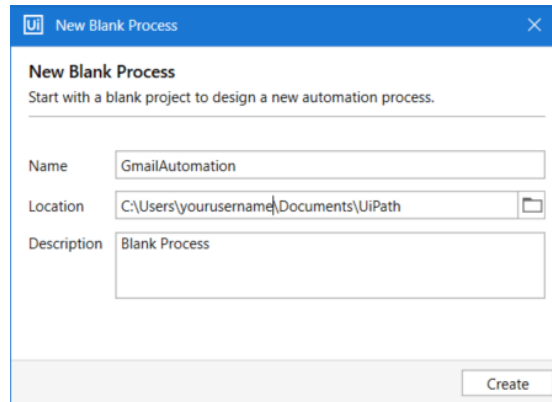 Ui New Blank Process
New Blank Process
Start with a blank project to design a new automation process.
Name GmailAutomation
Location C:\Users\yourusername\Documents\UiPath
Description Blank Process
Create